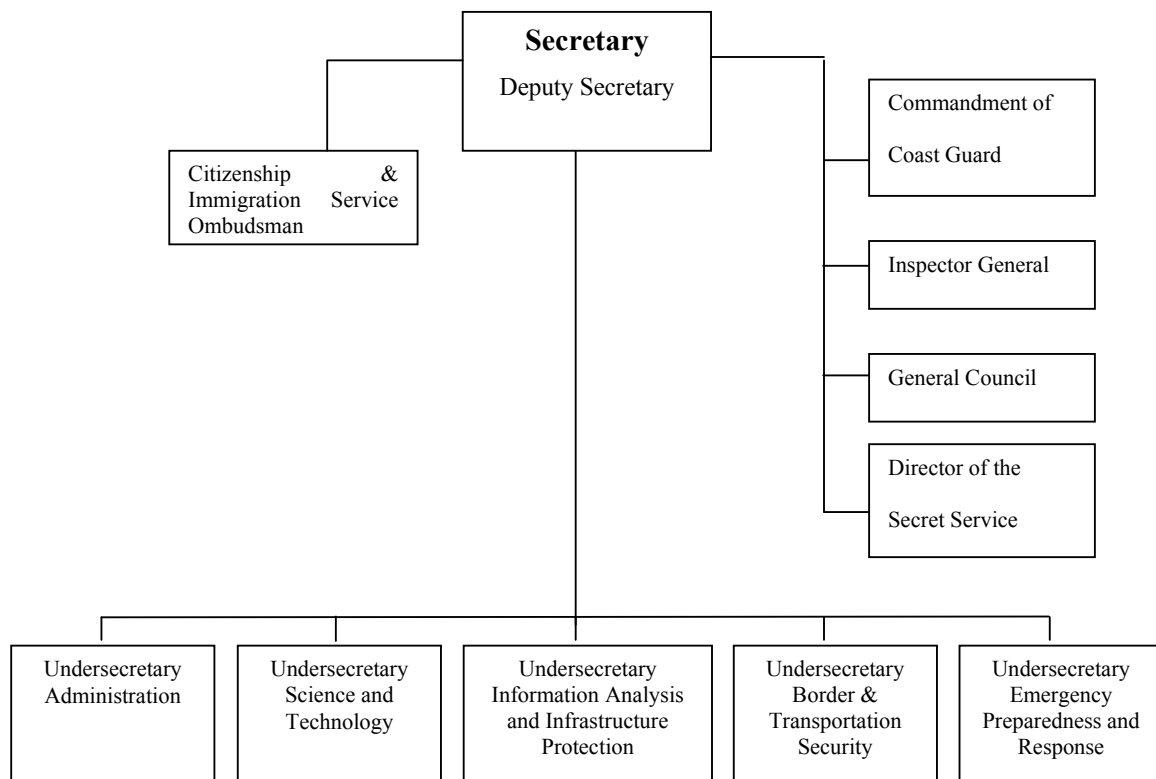 Secretary
Deputy Secretary
Citizenship &
Immigration Service
Ombudsman
Commandment of
Coast Guard
Inspector General
General Council
Director of the
Secret Service
Undersecretary
Administration
Undersecretary
Science and
Technology
Undersecretary
Information Analysis
and Infrastructure
Protection
Undersecretary
Border &
Transportation
Security
Undersecretary
Emergency
Preparedness and
Response